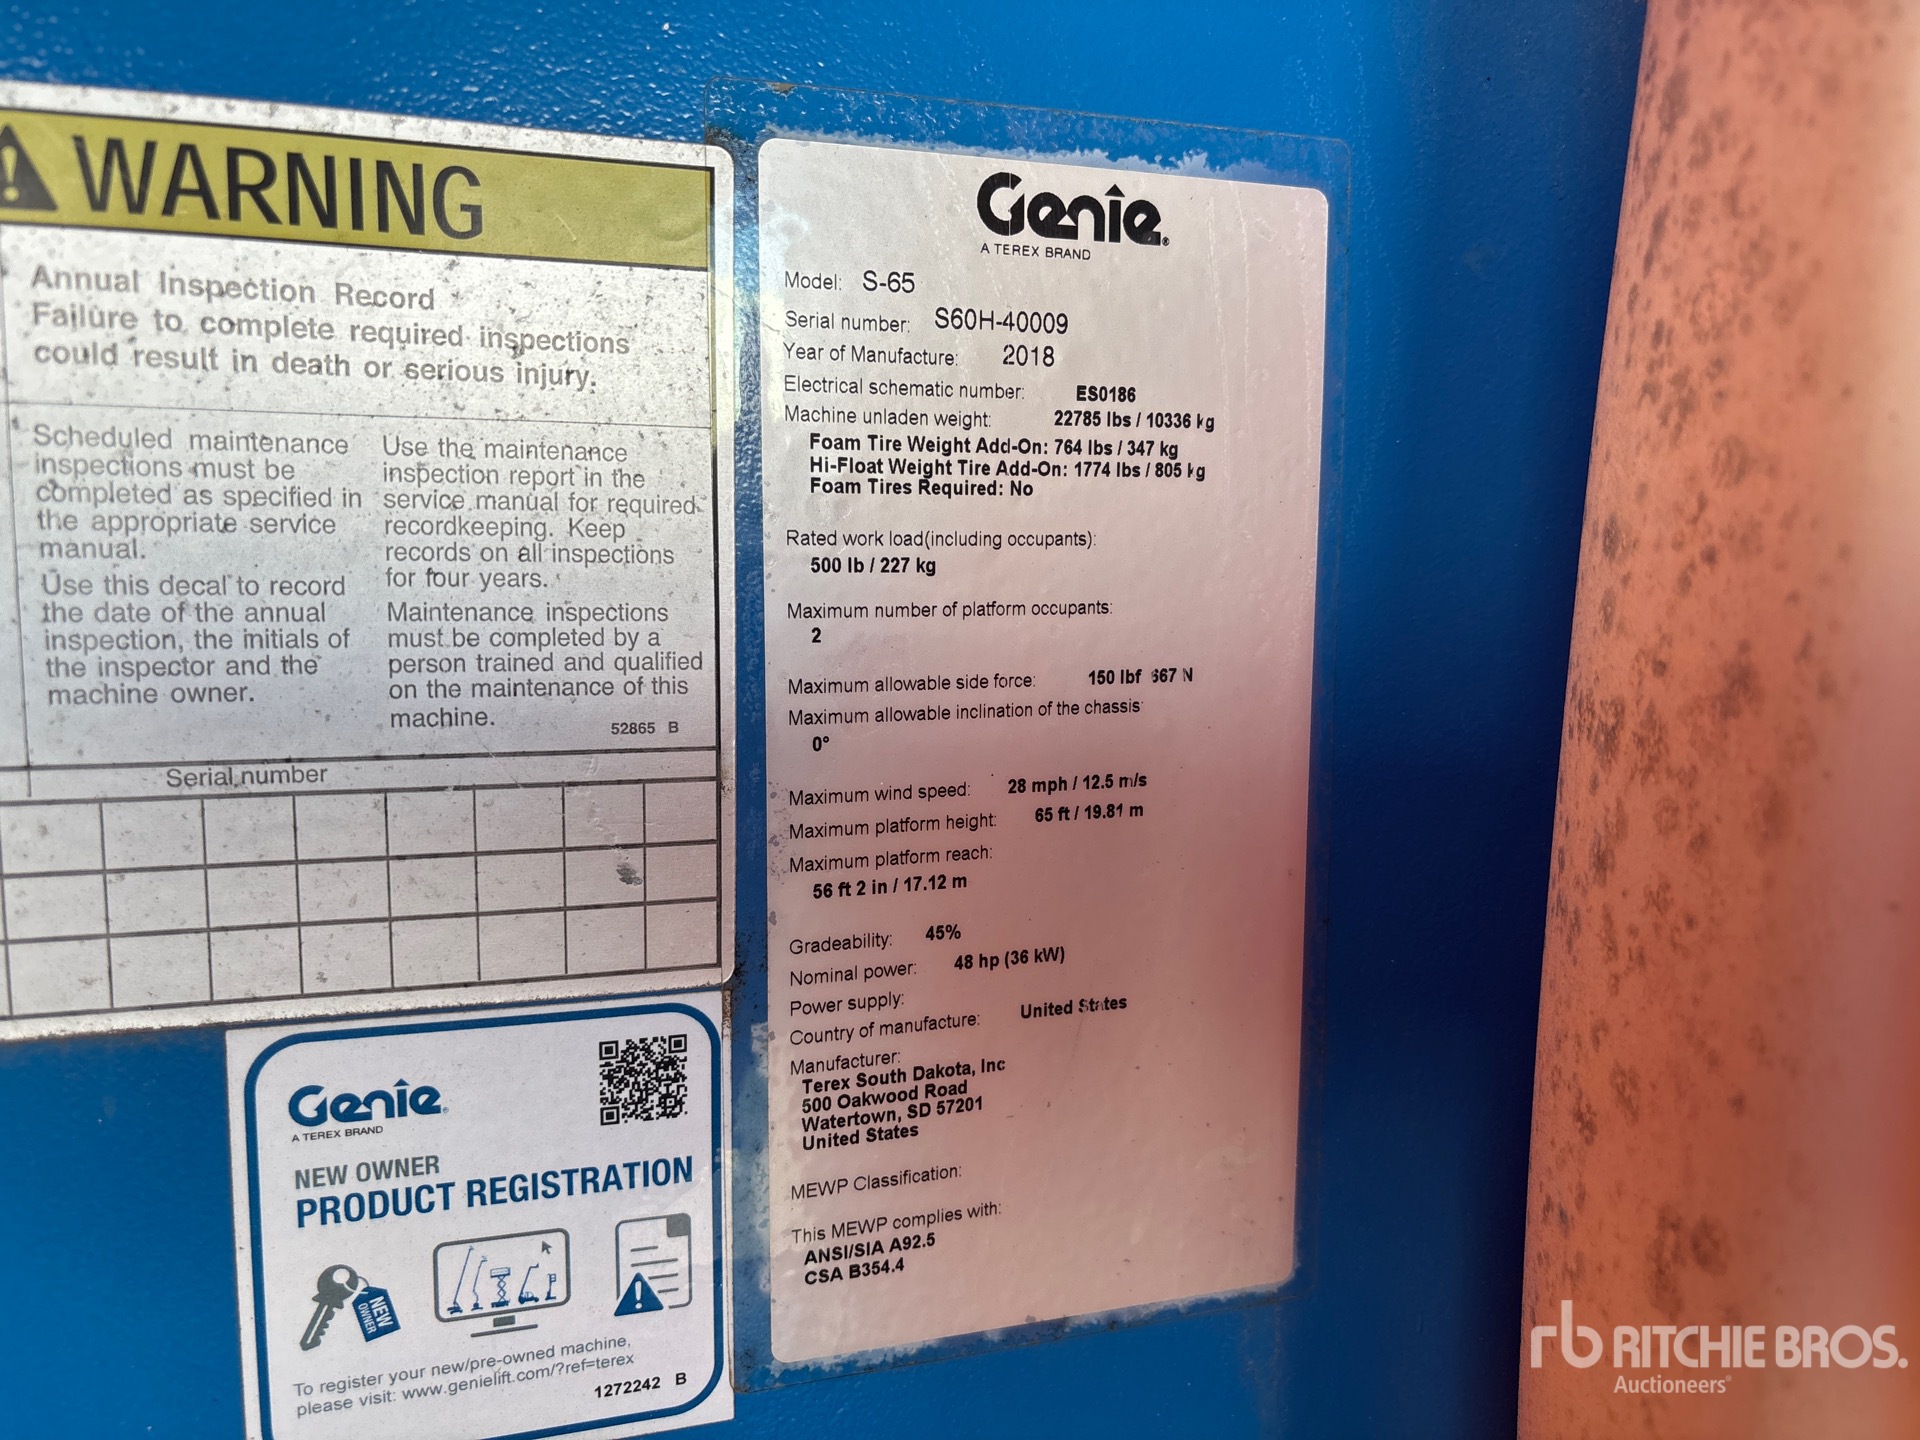 WARNING
Annual Inspection Record
Failure to complete required inspections
could result in death or serious injury.
Scheduled maintenance
inspections must be
completed as specified in
the appropriate service
manual.
Use this decal to record
the date of the annual
inspection, the initials of
the inspector and the
machine owner.
Use the maintenance
inspection report in the
service manual for required
recordkeeping. Keep
records on all inspections
for four years.
Maintenance inspections
must be completed by a
person trained and qualified
on the maintenance of this
machine.
52865 B
Serial number
Genie
A TEREX BRAND
NEW OWNER
PRODUCT REGISTRATION
NEW
OWNER
To register your new/pre-owned machine,
please visit: www.genielift.com/?ref=terex
1272242 B
Genie®
A TEREX BRAND
Model: S-65
Serial number: S60H-40009
Year of Manufacture: 2018
Electrical schematic number: ES0186
Machine unladen weight: 22785 lbs / 10336 kg
Foam Tire Weight Add-On: 764 lbs / 347 kg
Hi-Float Weight Tire Add-On: 1774 lbs / 805 kg
Foam Tires Required: No
Rated work load(including occupants):
500 lb / 227 kg
Maximum number of platform occupants:
2
Maximum allowable side force: 150 lbf 667 N
Maximum allowable inclination of the chassis:
0°
Maximum wind speed: 28 mph / 12.5 m/s
Maximum platform height: 65 ft / 19.81 m
Maximum platform reach:
56 ft 2 in / 17.12 m
Gradeability: 45%
Nominal power: 48 hp (36 kW)
Power supply:
Country of manufacture: United States
Manufacturer:
Terex South Dakota, Inc
500 Oakwood Road
Watertown, SD 57201
United States
MEWP Classification:
This MEWP complies with:
ANSI/SIA A92.5
CSA B354.4
rb RITCHIE BROS.
Auctioneers